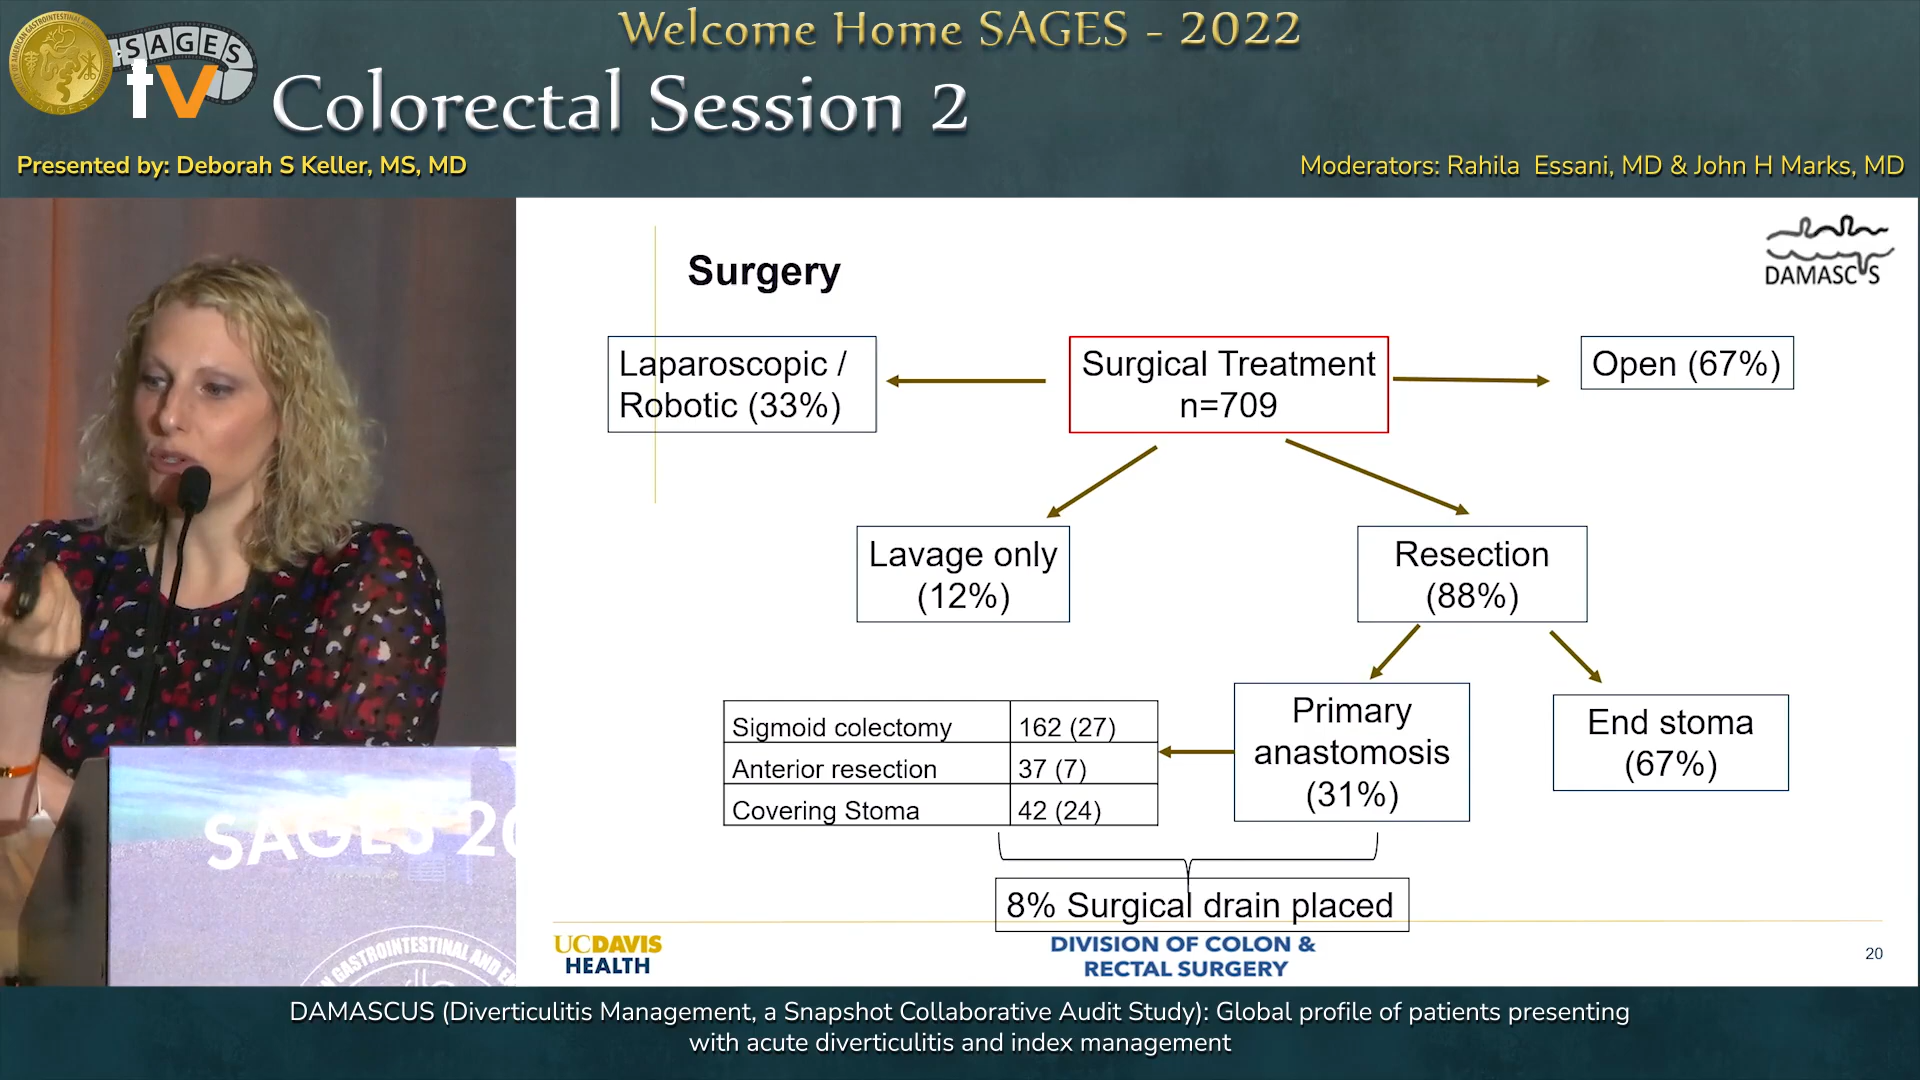 Welcome Home SAGES - 2022
SAGES
tv
Colorectal Session 2
Presented by: Deborah S Keller, MS, MD
Moderators: Rahila Essani, MD & John H Marks, MD
Surgery
DAMASCUS
Laparoscopic /
Robotic (33%)
Surgical Treatment
n=709
Open (67%)
Lavage only
(12%)
Resection
(88%)
Sigmoid colectomy 162 (27)
Anterior resection 37 (7)
Covering Stoma 42 (24)
Primary
anastomosis
(31%)
End stoma
(67%)
8% Surgical drain placed
UCDAVIS
HEALTH
DIVISION OF COLON &
RECTAL SURGERY
20
SAGES 20
GASTROINTESTINAL AND
DAMASCUS (Diverticulitis Management, a Snapshot Collaborative Audit Study): Global profile of patients presenting
with acute diverticulitis and index management